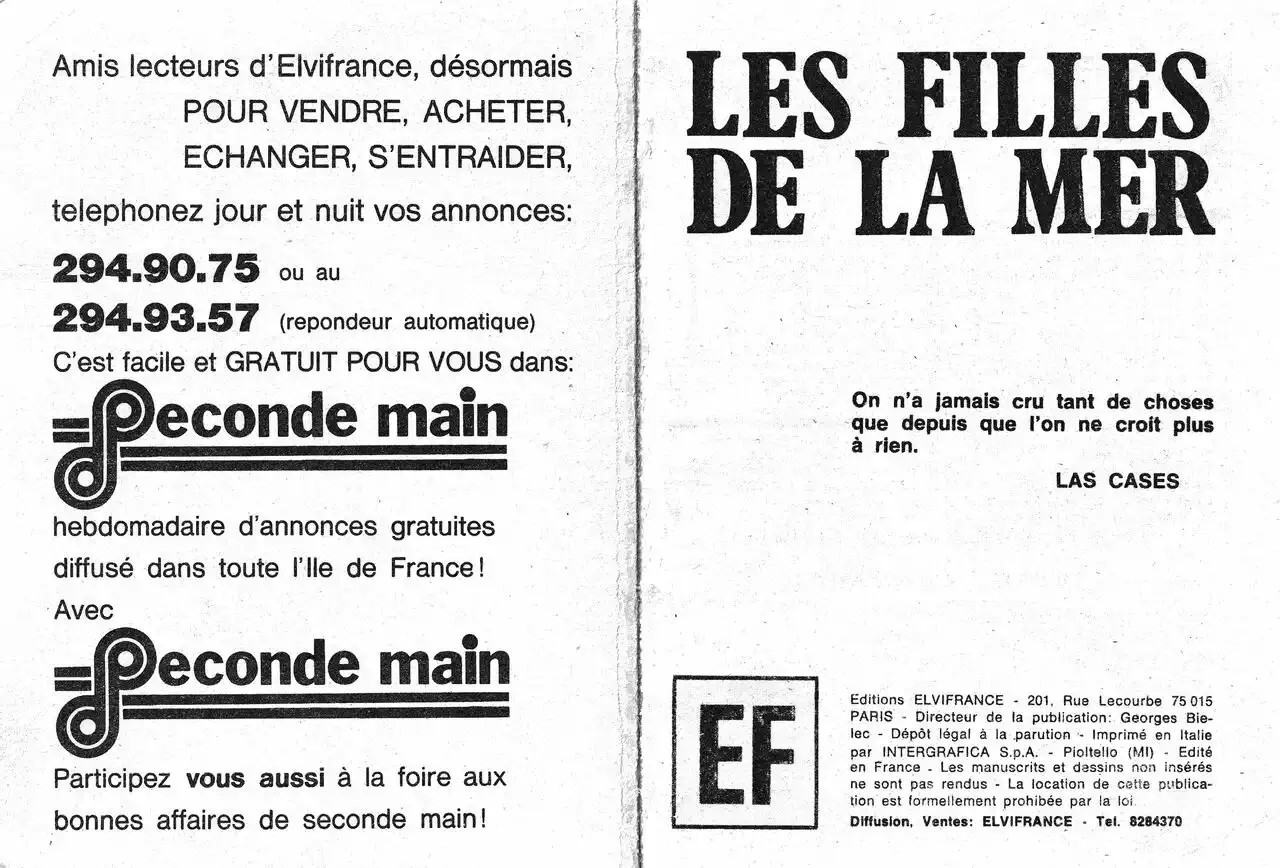 Amis lecteurs d'Elvifrance, désormais
POUR VENDRE, ACHETER,
ECHANGER, S'ENTRAIDER,
telephonez jour et nuit vos annonces:
294.90.75 ou au
294.93.57 (repondeur automatique)
C'est facile et GRATUIT POUR VOUS dans:
Seconde main
hebdomadaire d'annonces gratuites
diffusé dans toute l'Ile de France!
Avec
Seconde main
Participez vous aussi à la foire aux
bonnes affaires de seconde main!
LES FILLES
DE LA MER
On n'a jamais cru tant de choses
que depuis que l'on ne croit plus
à rien.
LAS CASES
EF
Editions ELVIFRANCE - 201, Rue Lecourbe 75 015
PARIS - Directeur de la publication: Georges Bie-
lec - Dépôt légal à la parution - Imprimé en Italie
par INTERGRAFICA S.p.A. - Pioltello (MI) - Edité
en France - Les manuscrits et dessins non insérés
ne sont pas rendus - La location de cette publica-
tion est formellement prohibée par la loi.
Diffusion, Ventes: ELVIFRANCE - Tel. 8284370